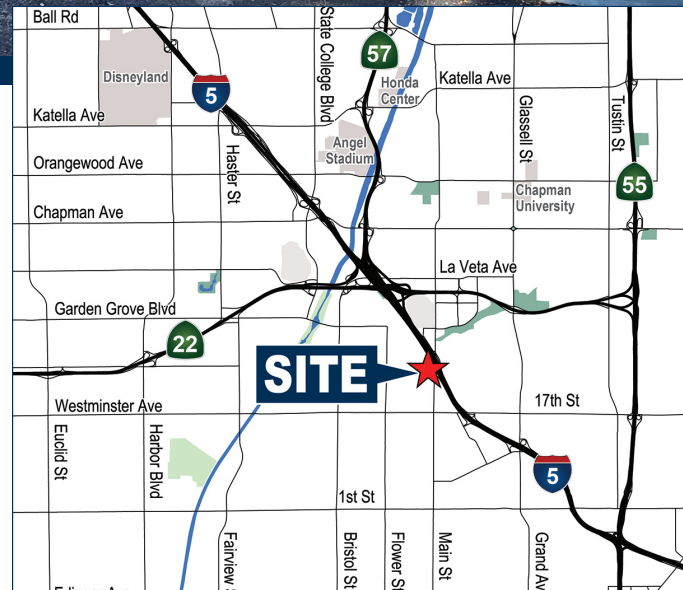 Ball Rd
State College Blvd
57
Disneyland
5
Honda
Center
Katella Ave
Katella Ave
Glassell St
Tustin St
Angel
Stadium
Orangewood Ave
Haster St
55
Chapman
University
Chapman Ave
La Veta Ave
Garden Grove Blvd
22
SITE
17th St
Westminster Ave
Euclid St
Harbor Blvd
5
1st St
Fairview S
Bristol St
Flower St
Main St
Grand Av